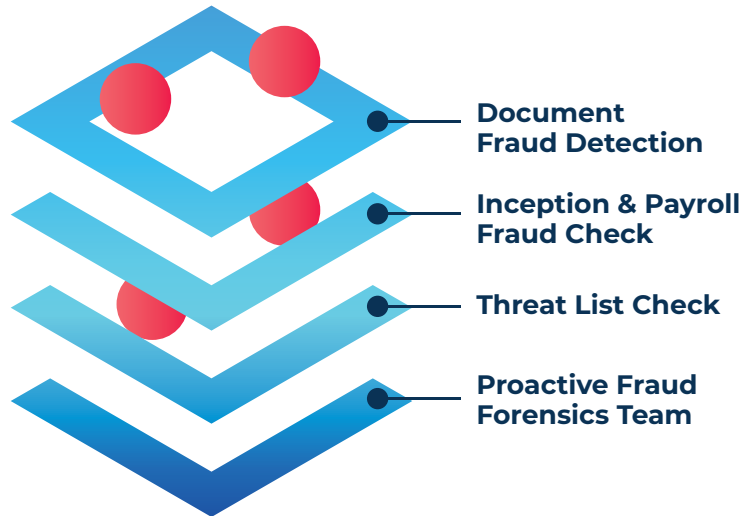 Document
Fraud Detection
Inception & Payroll
Fraud Check
Threat List Check
Proactive Fraud
Forensics Team